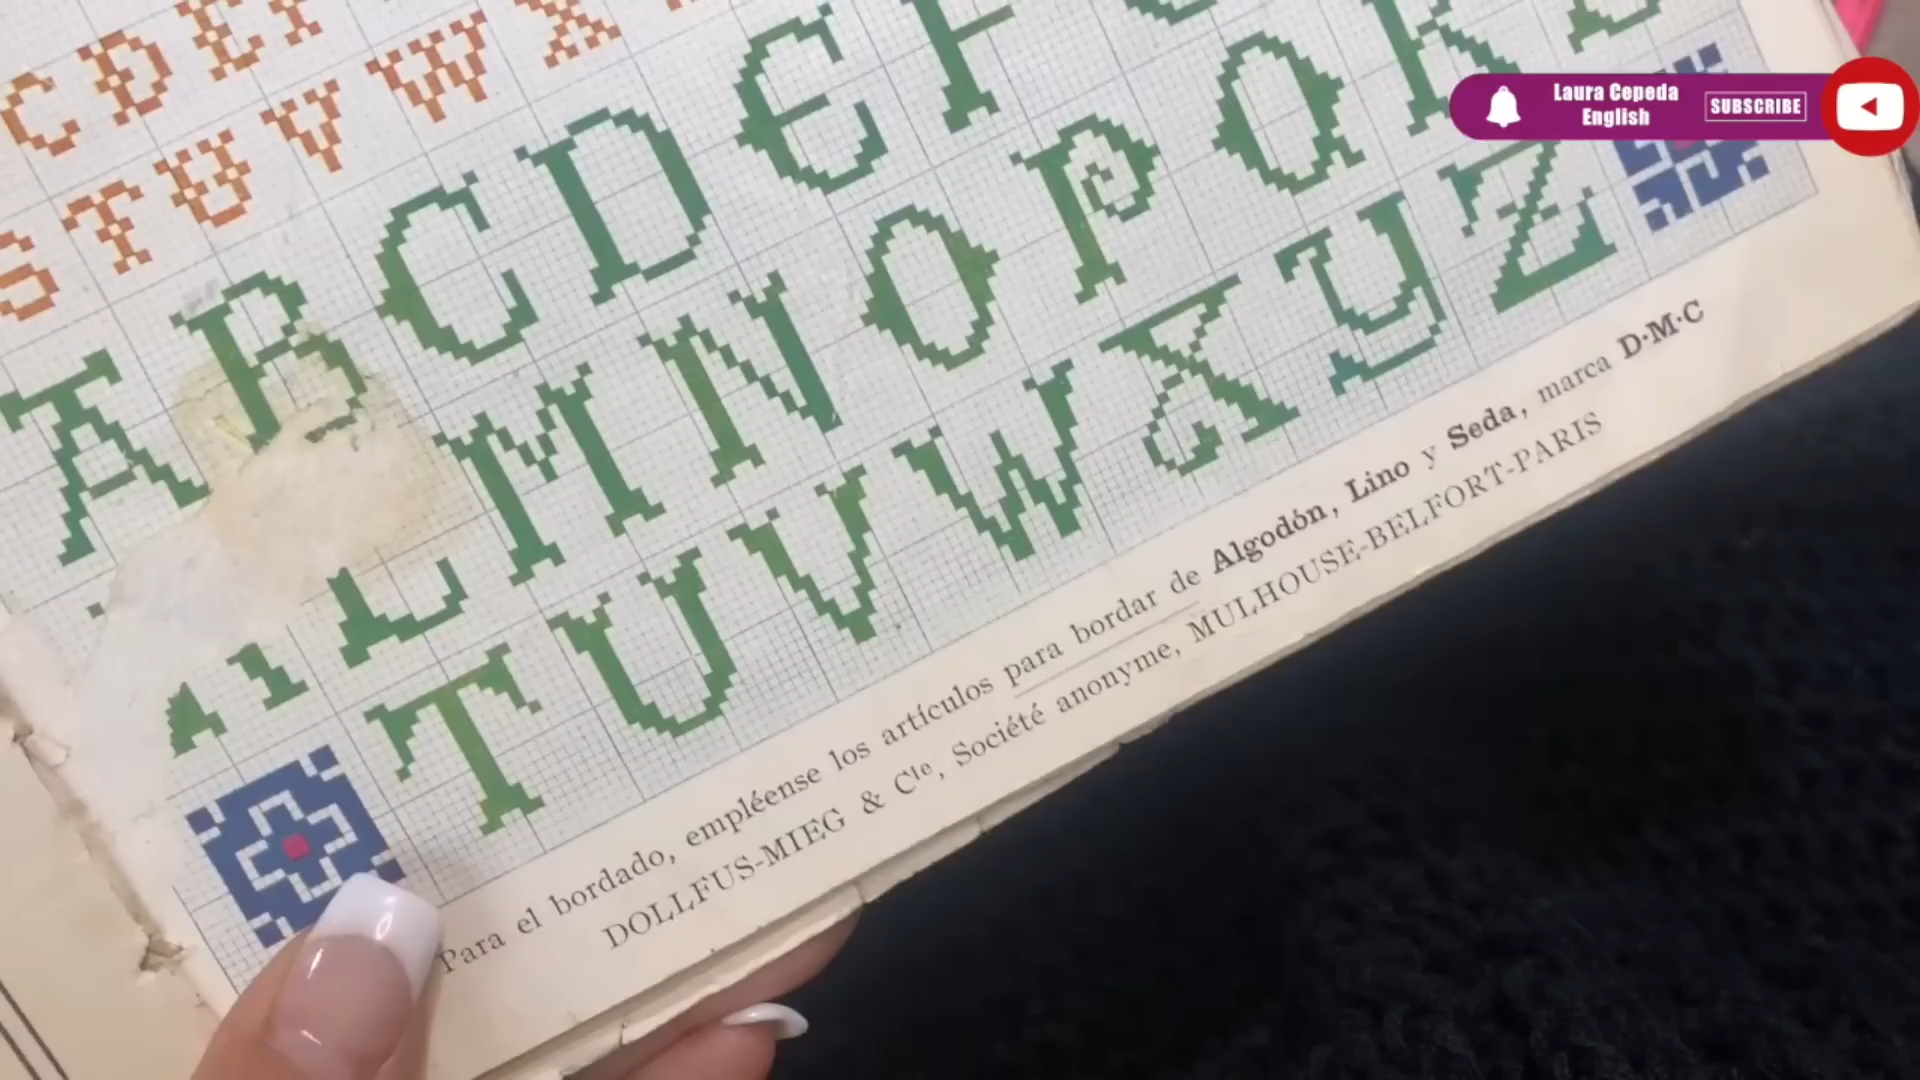 C D E F
S T U V W X
A B C D E F
L M N O P Q R
T U V W X Y Z
Para el bordado, empléense los artículos para bordar de Algodón, Lino y Seda, marca D·M·C
DOLLFUS-MIEG & Cie, Société anonyme, MULHOUSE-BELFORT-PARIS
Laura Cepeda
English
SUBSCRIBE